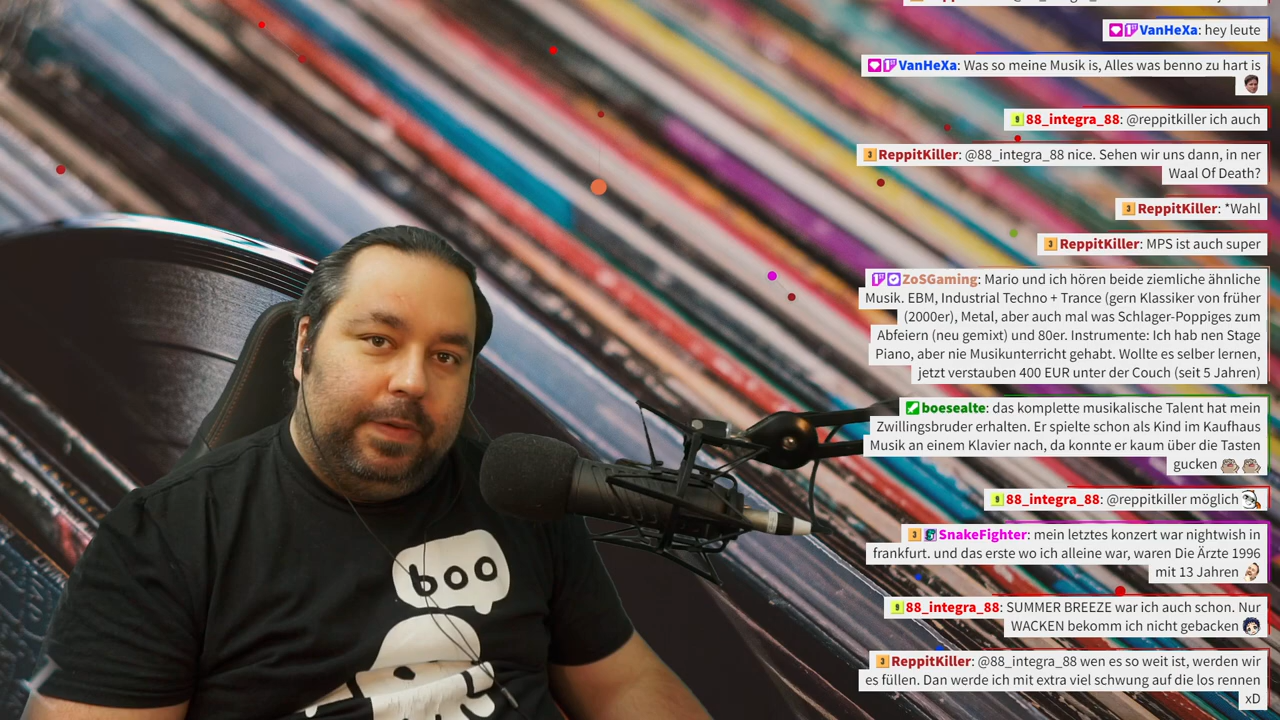 VanHeXa: hey leute
VanHeXa: Was so meine Musik is, Alles was benno zu hart is
88_integra_88: @reppitkiller ich auch
ReppitKiller: @88_integra_88 nice. Sehen wir uns dann, in ner
Waal Of Death?
ReppitKiller: *Wahl
ReppitKiller: MPS ist auch super
ZoSGaming: Mario und ich hören beide ziemliche ähnliche
Musik. EBM, Industrial Techno + Trance (gern Klassiker von früher
(2000er), Metal, aber auch mal was Schlager-Poppiges zum
Abfeiern (neu gemixt) und 80er. Instrumente: Ich hab nen Stage
Piano, aber nie Musikunterricht gehabt. Wollte es selber lernen,
jetzt verstauben 400 EUR unter der Couch (seit 5 Jahren)
boesealte: das komplette musikalische Talent hat mein
Zwillingsbruder erhalten. Er spielte schon als Kind im Kaufhaus
Musik an einem Klavier nach, da konnte er kaum über die Tasten
gucken
88_integra_88: @reppitkiller möglich
SnakeFighter: mein letztes konzert war nightwish in
frankfurt. und das erste wo ich alleine war, waren Die Ärzte 1996
mit 13 Jahren
88_integra_88: SUMMER BREEZE war ich auch schon. Nur
WACKEN bekomm ich nicht gebacken
ReppitKiller: @88_integra_88 wen es so weit ist, werden wir
es füllen. Dan werde ich mit extra viel schwung auf die los rennen
xD
boo